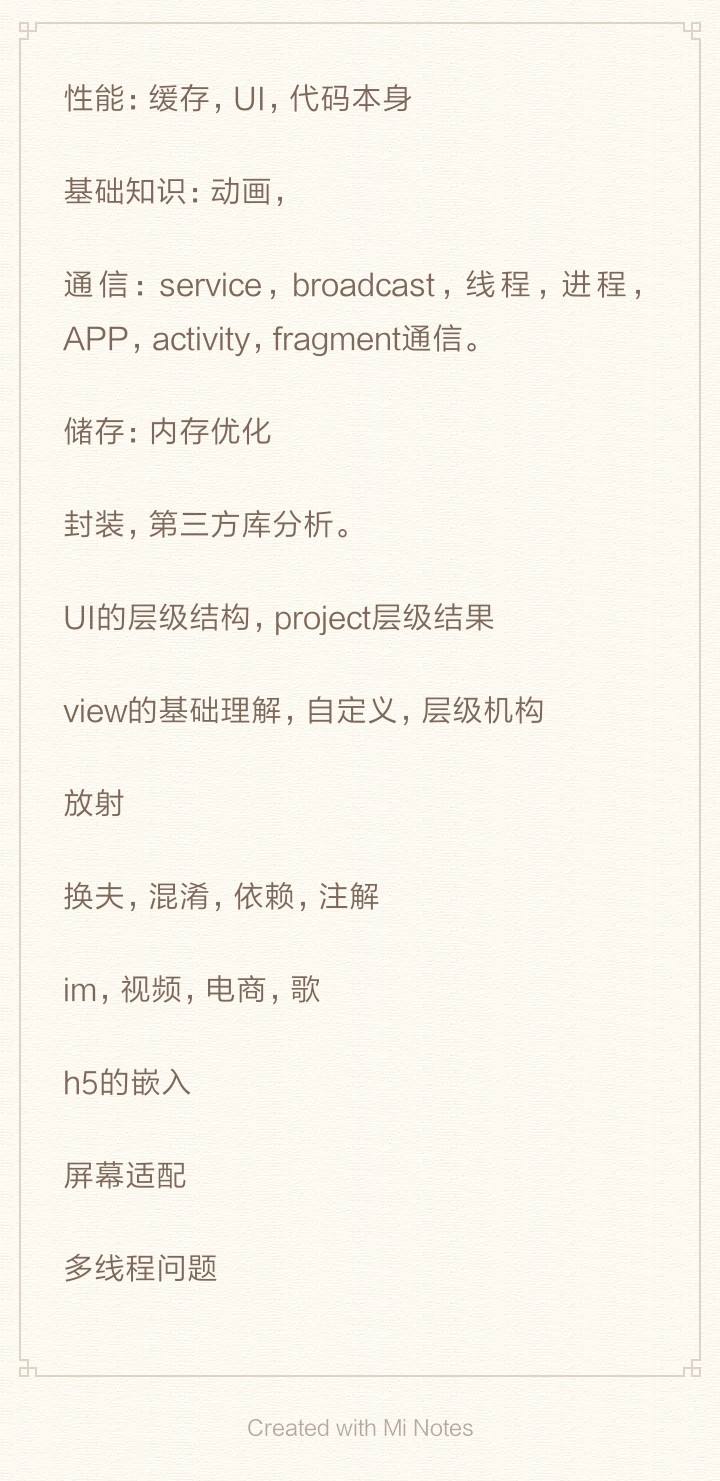 性能：缓存，UI，代码本身
基础知识：动画，
通信：service，broadcast，线程，进程，
APP，activity，fragment通信。
储存：内存优化
封装，第三方库分析。
UI的层级结构，project层级结果
view的基础理解，自定义，层级机构
放射
换夫，混淆，依赖，注解
im，视频，电商，歌
h5的嵌入
屏幕适配
多线程问题
Created with Mi Notes